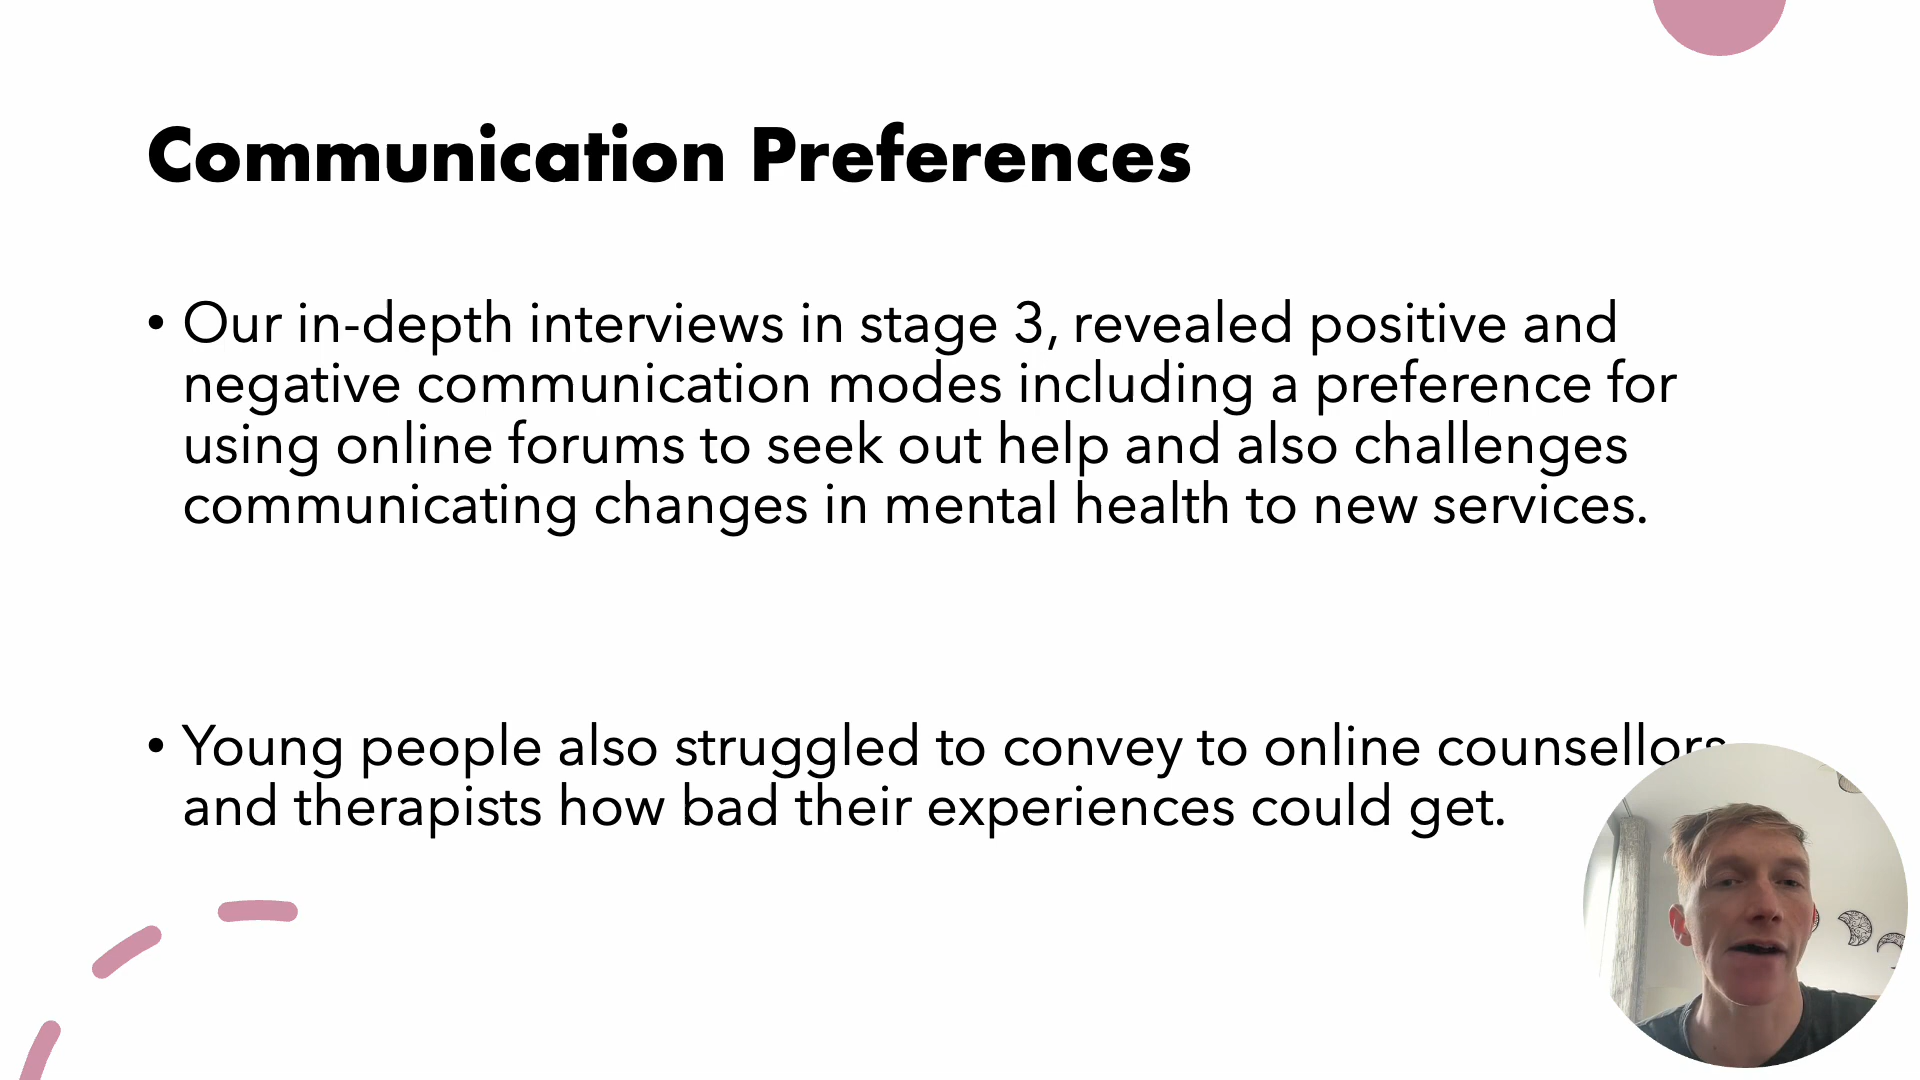 Communication Preferences
• Our in-depth interviews in stage 3, revealed positive and
negative communication modes including a preference for
using online forums to seek out help and also challenges
communicating changes in mental health to new services.
• Young people also struggled to convey to online counsellors
and therapists how bad their experiences could get.